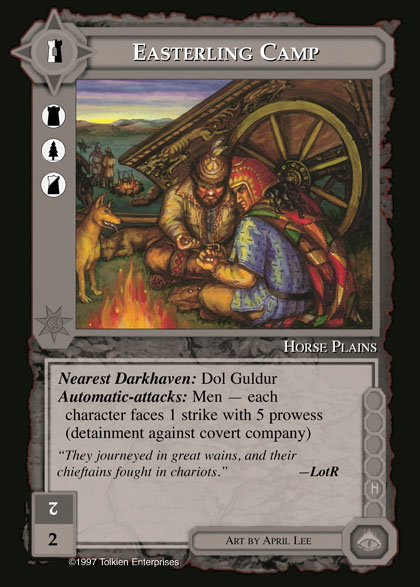 Easterling Camp
Horse Plains
Nearest Darkhaven: Dol Guldur
Automatic-attacks: Men — each
character faces 1 strike with 5 prowess
(detainment against covert company)
“They journeyed in great wains, and their
chieftains fought in chariots.” —LotR
H
2
2
Art by April Lee
©1997 Tolkien Enterprises